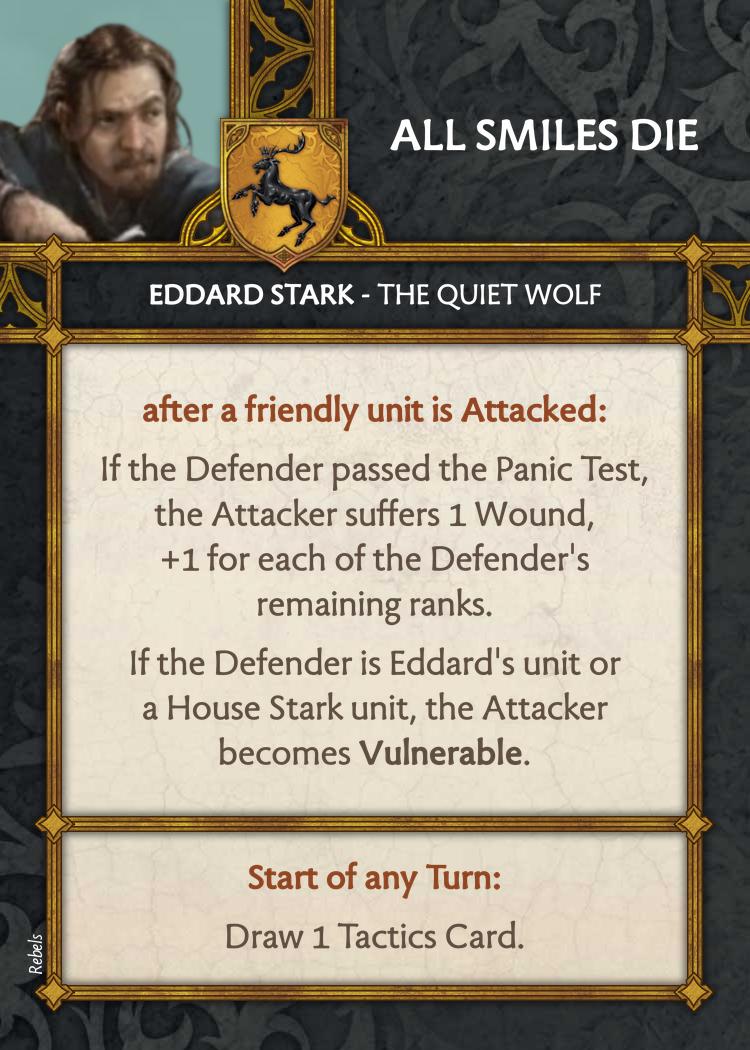 ALL SMILES DIE
EDDARD STARK - THE QUIET WOLF
after a friendly unit is Attacked:
If the Defender passed the Panic Test,
the Attacker suffers 1 Wound,
+1 for each of the Defender's
remaining ranks.
If the Defender is Eddard's unit or
a House Stark unit, the Attacker
becomes Vulnerable.
Start of any Turn:
Draw 1 Tactics Card.
Rebels